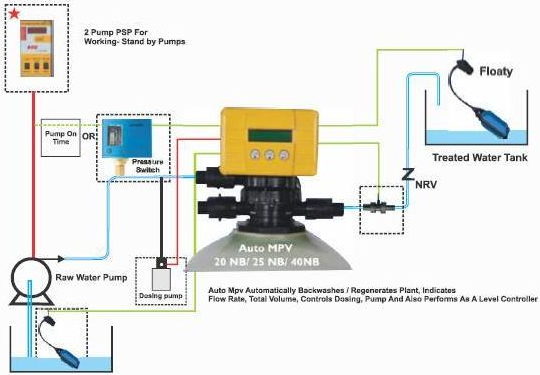 2 Pump PSP For
Working- Stand by Pumps
Floaty
Pump On
Time
OR
Pressure
Switch
Treated Water Tank
NRV
Auto MPV
20 NB/ 25 NB/ 40NB
Raw Water Pump
Dosing pump
Auto Mpv Automatically Backwashes / Regenerates Plant, Indicates
Flow Rate, Total Volume, Controls Dosing, Pump And Also Performs As A Level Controller